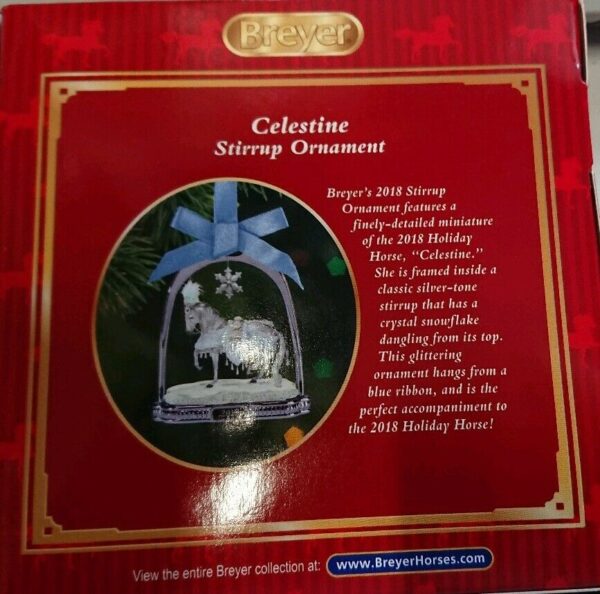 Breyer
Celestine
Stirrup Ornament
Breyer's 2018 Stirrup
Ornament features a
finely-detailed miniature
of the 2018 Holiday
Horse, "Celestine."
She is framed inside a
classic silver-tone
stirrup that has a
crystal snowflake
dangling from its top.
This glittering
ornament hangs from a
blue ribbon, and is the
perfect accompaniment to
the 2018 Holiday Horse!
View the entire Breyer collection at: www.BreyerHorses.com